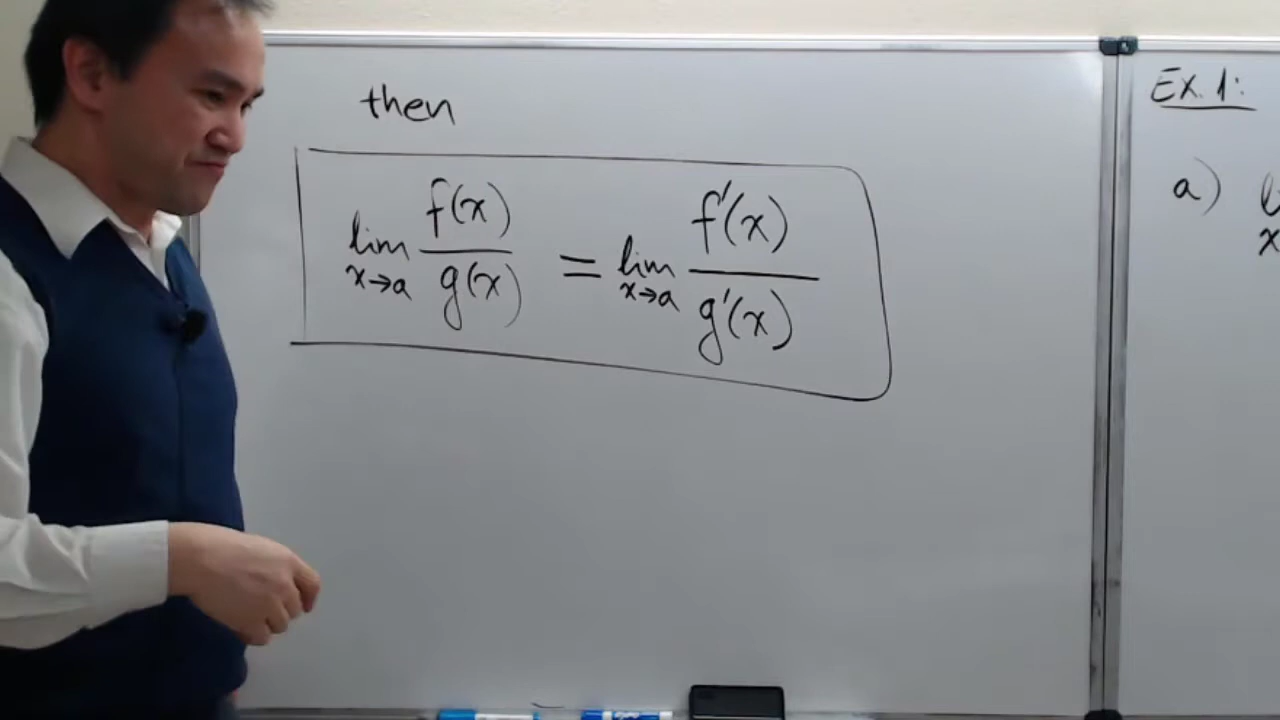 then
lim x→a f(x)/g(x) = lim x→a f'(x)/g'(x)
Ex. 1:
a)
x